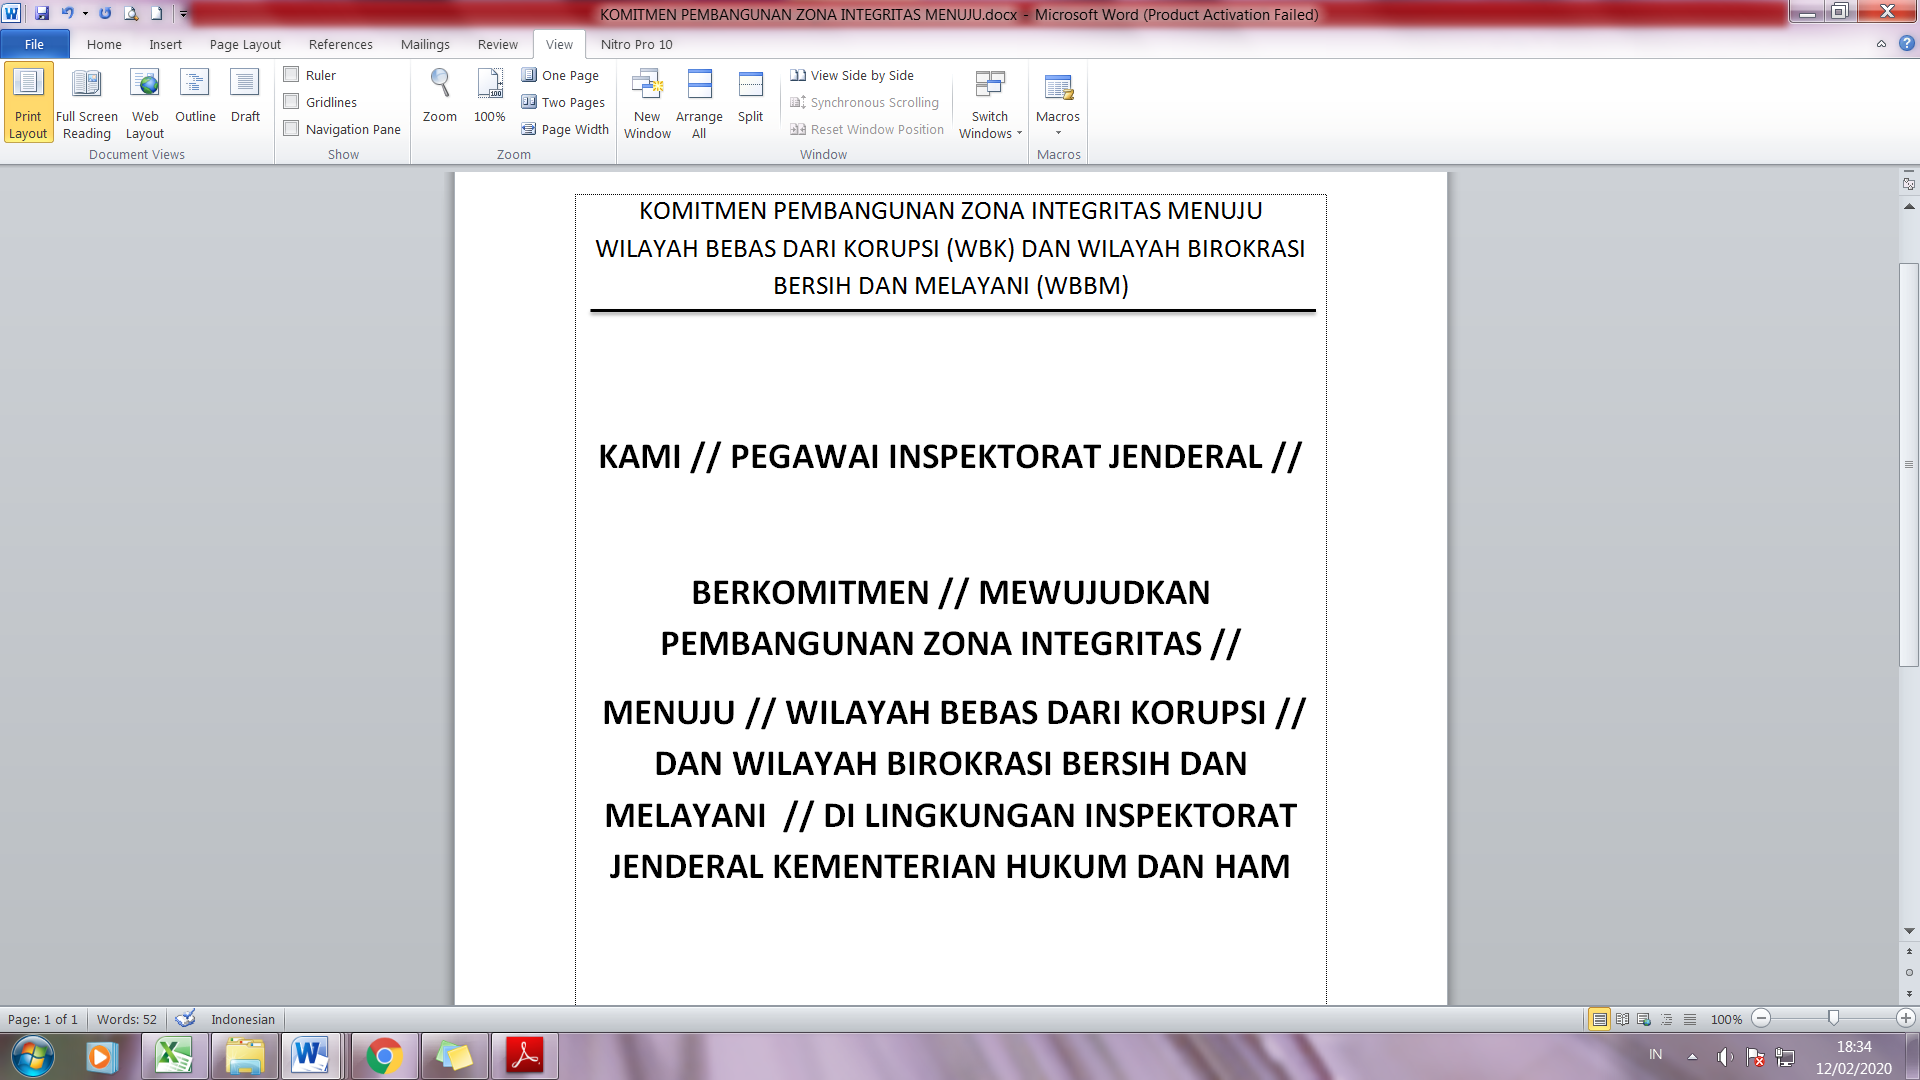 KOMITMEN PEMBANGUNAN ZONA INTEGRITAS MENUJU.docx - Microsoft Word (Product Activation Failed)
File Home Insert Page Layout References Mailings Review View Nitro Pro 10
Print Layout
Full Screen Reading
Web Layout
Outline
Draft
Document Views
Ruler
Gridlines
Navigation Pane
Show
Zoom
100%
One Page
Two Pages
Page Width
Zoom
New Window
Arrange All
Split
View Side by Side
Synchronous Scrolling
Reset Window Position
Window
Switch Windows
Macros
Macros
KOMITMEN PEMBANGUNAN ZONA INTEGRITAS MENUJU
WILAYAH BEBAS DARI KORUPSI (WBK) DAN WILAYAH BIROKRASI
BERSIH DAN MELAYANI (WBBM)
KAMI // PEGAWAI INSPEKTORAT JENDERAL //
BERKOMITMEN // MEWUJUDKAN
PEMBANGUNAN ZONA INTEGRITAS //
MENUJU // WILAYAH BEBAS DARI KORUPSI //
DAN WILAYAH BIROKRASI BERSIH DAN
MELAYANI // DI LINGKUNGAN INSPEKTORAT
JENDERAL KEMENTERIAN HUKUM DAN HAM
Page: 1 of 1 Words: 52 Indonesian 100%
IN 18:34
12/02/2020